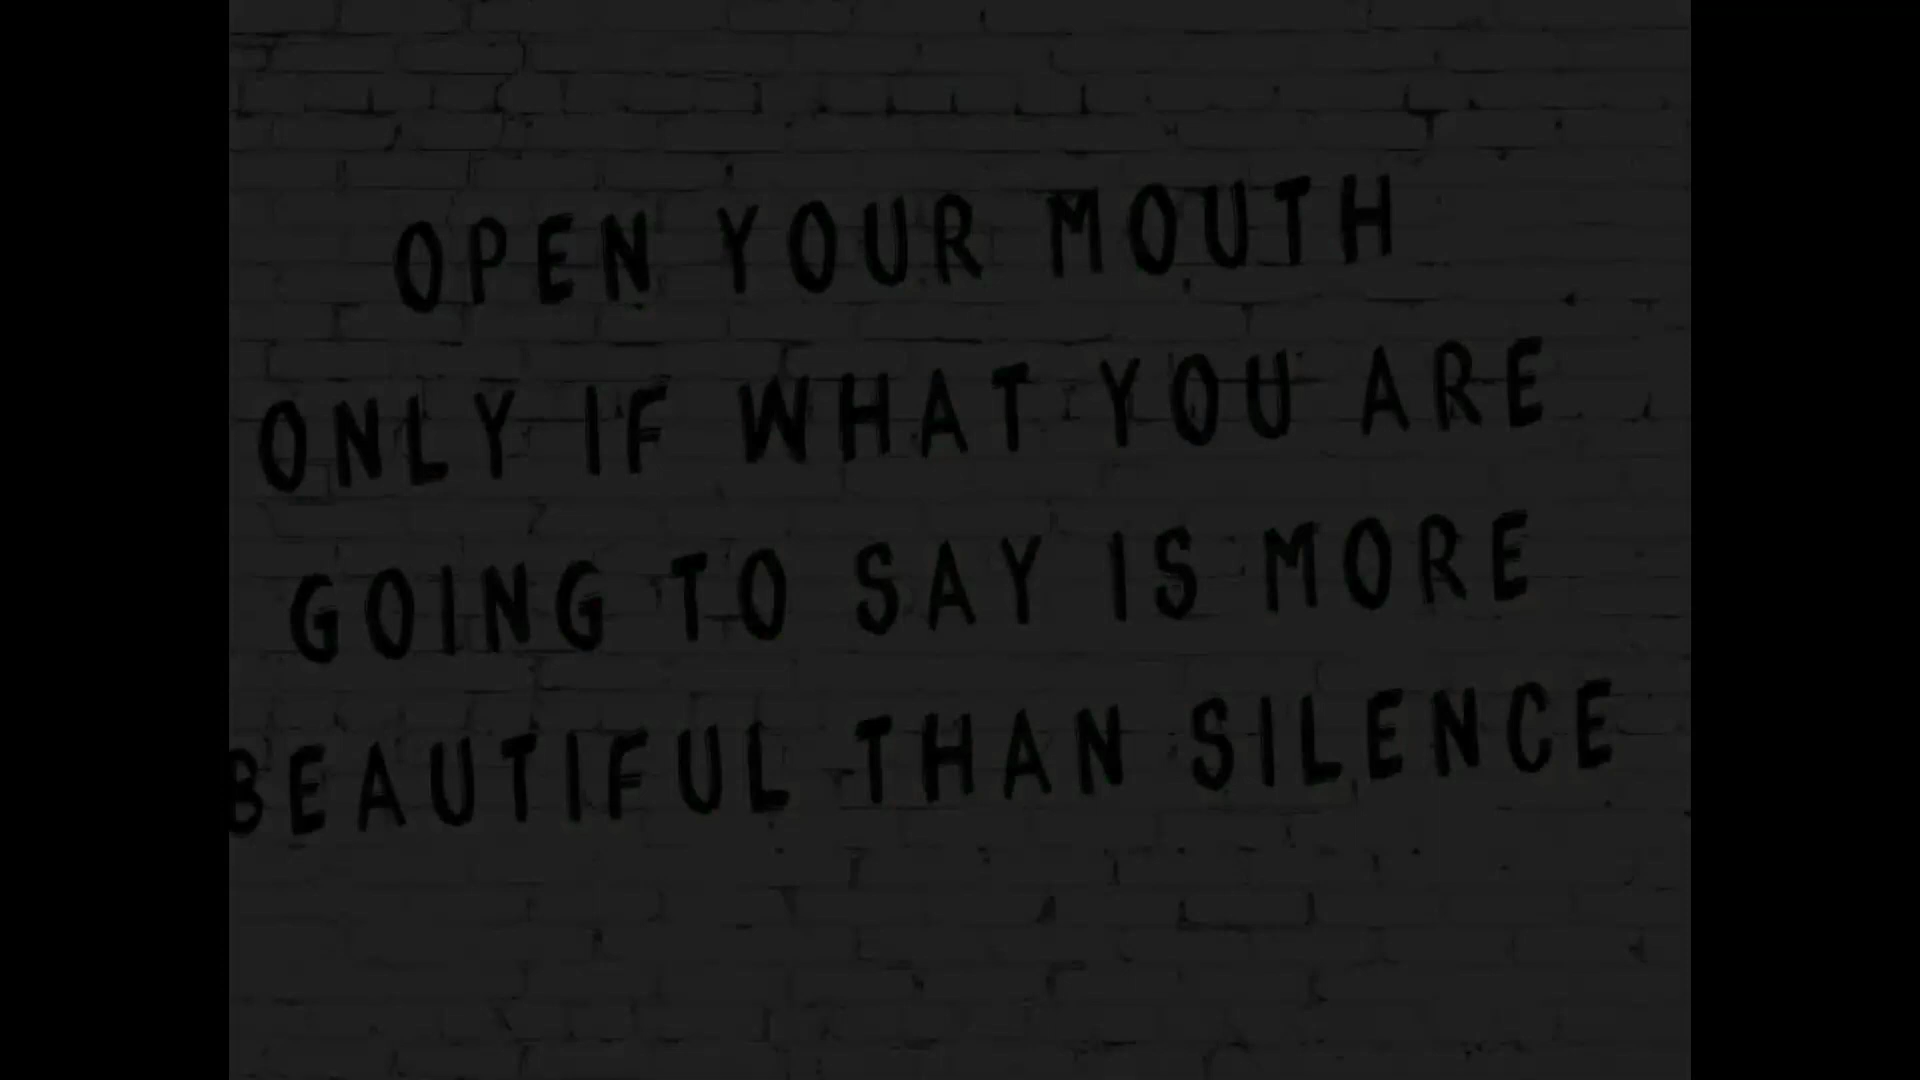 OPEN YOUR MOUTH
ONLY IF WHAT YOU ARE
GOING TO SAY IS MORE
BEAUTIFUL THAN SILENCE